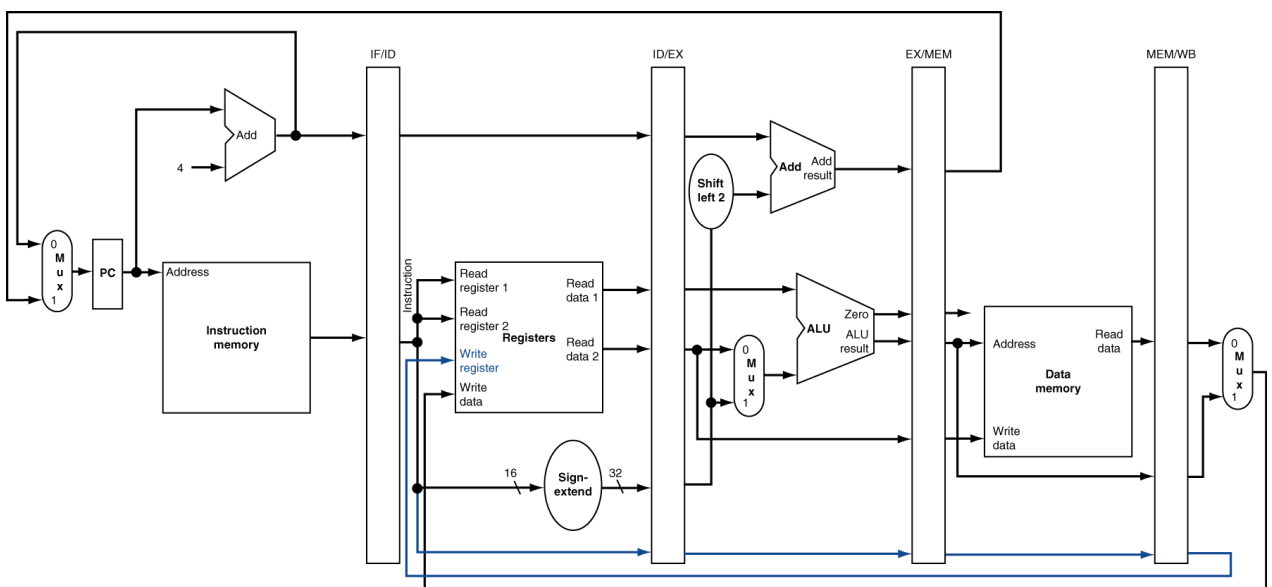 IF/ID
ID/EX
EX/MEM
MEM/WB
Add
4
Shift
left 2
Add
Add
result
0
M
u
x
1
PC
Address
Instruction
memory
Instruction
Read
register 1
Read
register 2
Write
register
Write
data
Registers
Read
data 1
Read
data 2
0
M
u
x
1
ALU
Zero
ALU
result
Address
Write
data
Data
memory
Read
data
0
M
u
x
1
16
Sign-
extend
32